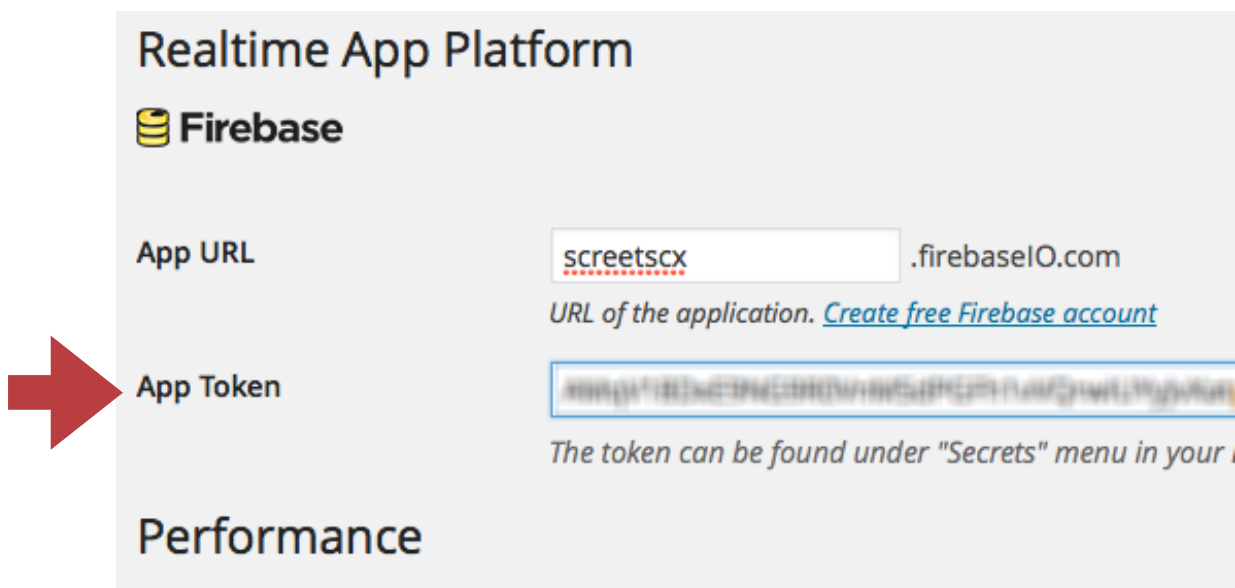 Realtime App Platform
Firebase
App URL
screetscx .firebaseIO.com
URL of the application. Create free Firebase account
App Token
The token can be found under "Secrets" menu in your
Performance